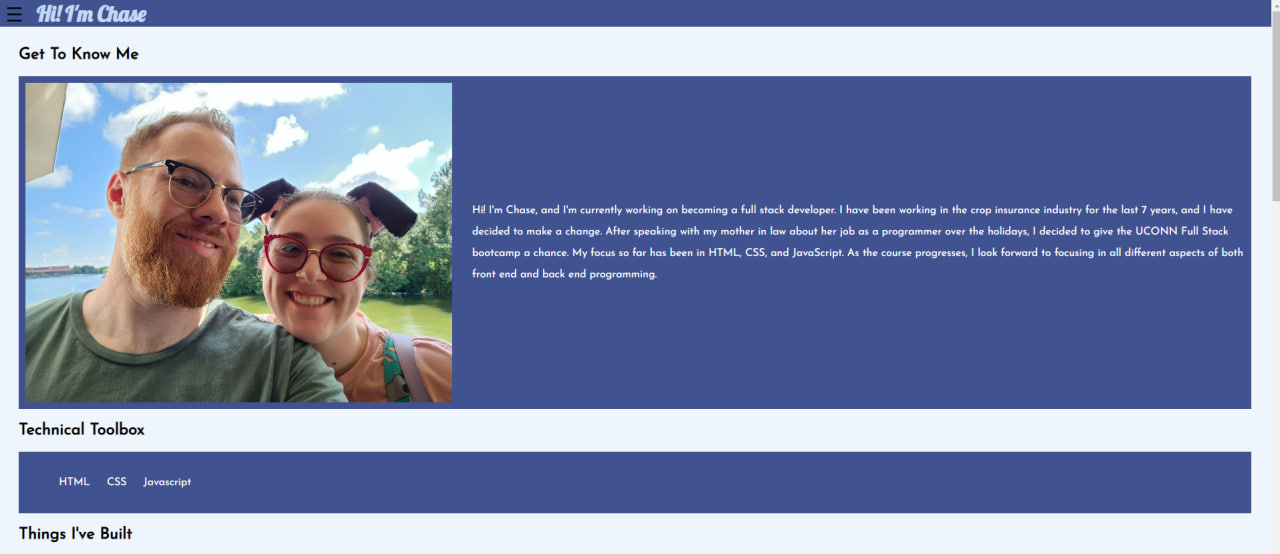 Hi! I'm Chase
Get To Know Me
Hi! I'm Chase, and I'm currently working on becoming a full stack developer. I have been working in the crop insurance industry for the last 7 years, and I have
decided to make a change. After speaking with my mother in law about her job as a programmer over the holidays, I decided to give the UCONN Full Stack
bootcamp a chance. My focus so far has been in HTML, CSS, and JavaScript. As the course progresses, I look forward to focusing in all different aspects of both
front end and back end programming.
Technical Toolbox
HTML CSS Javascript
Things I've Built